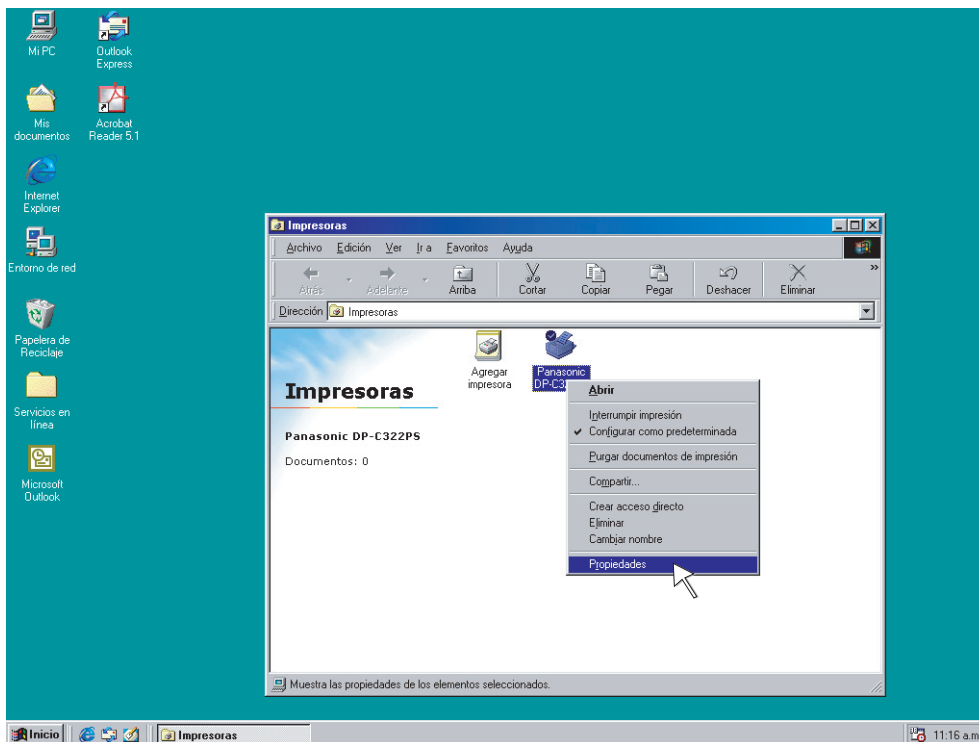 Mi PC
Outlook
Express
Mis
documentos
Acrobat
Reader 5.1
Internet
Explorer
Entorno de red
Papelera de
Reciclaje
Servicios en
línea
Microsoft
Outlook
Impresoras
Archivo Edición Ver Ir a Favoritos Ayuda
Atrás Adelante Arriba Cortar Copiar Pegar Deshacer Eliminar »
Dirección Impresoras
Impresoras
Panasonic DP-C322PS
Documentos: 0
Agregar
impresora
Panasonic
DP-C3
Abrir
Interrumpir impresión
Configurar como predeterminada
Purgar documentos de impresión
Compartir...
Crear acceso directo
Eliminar
Cambiar nombre
Propiedades
Muestra las propiedades de los elementos seleccionados.
Inicio Impresoras 11:16 a.m